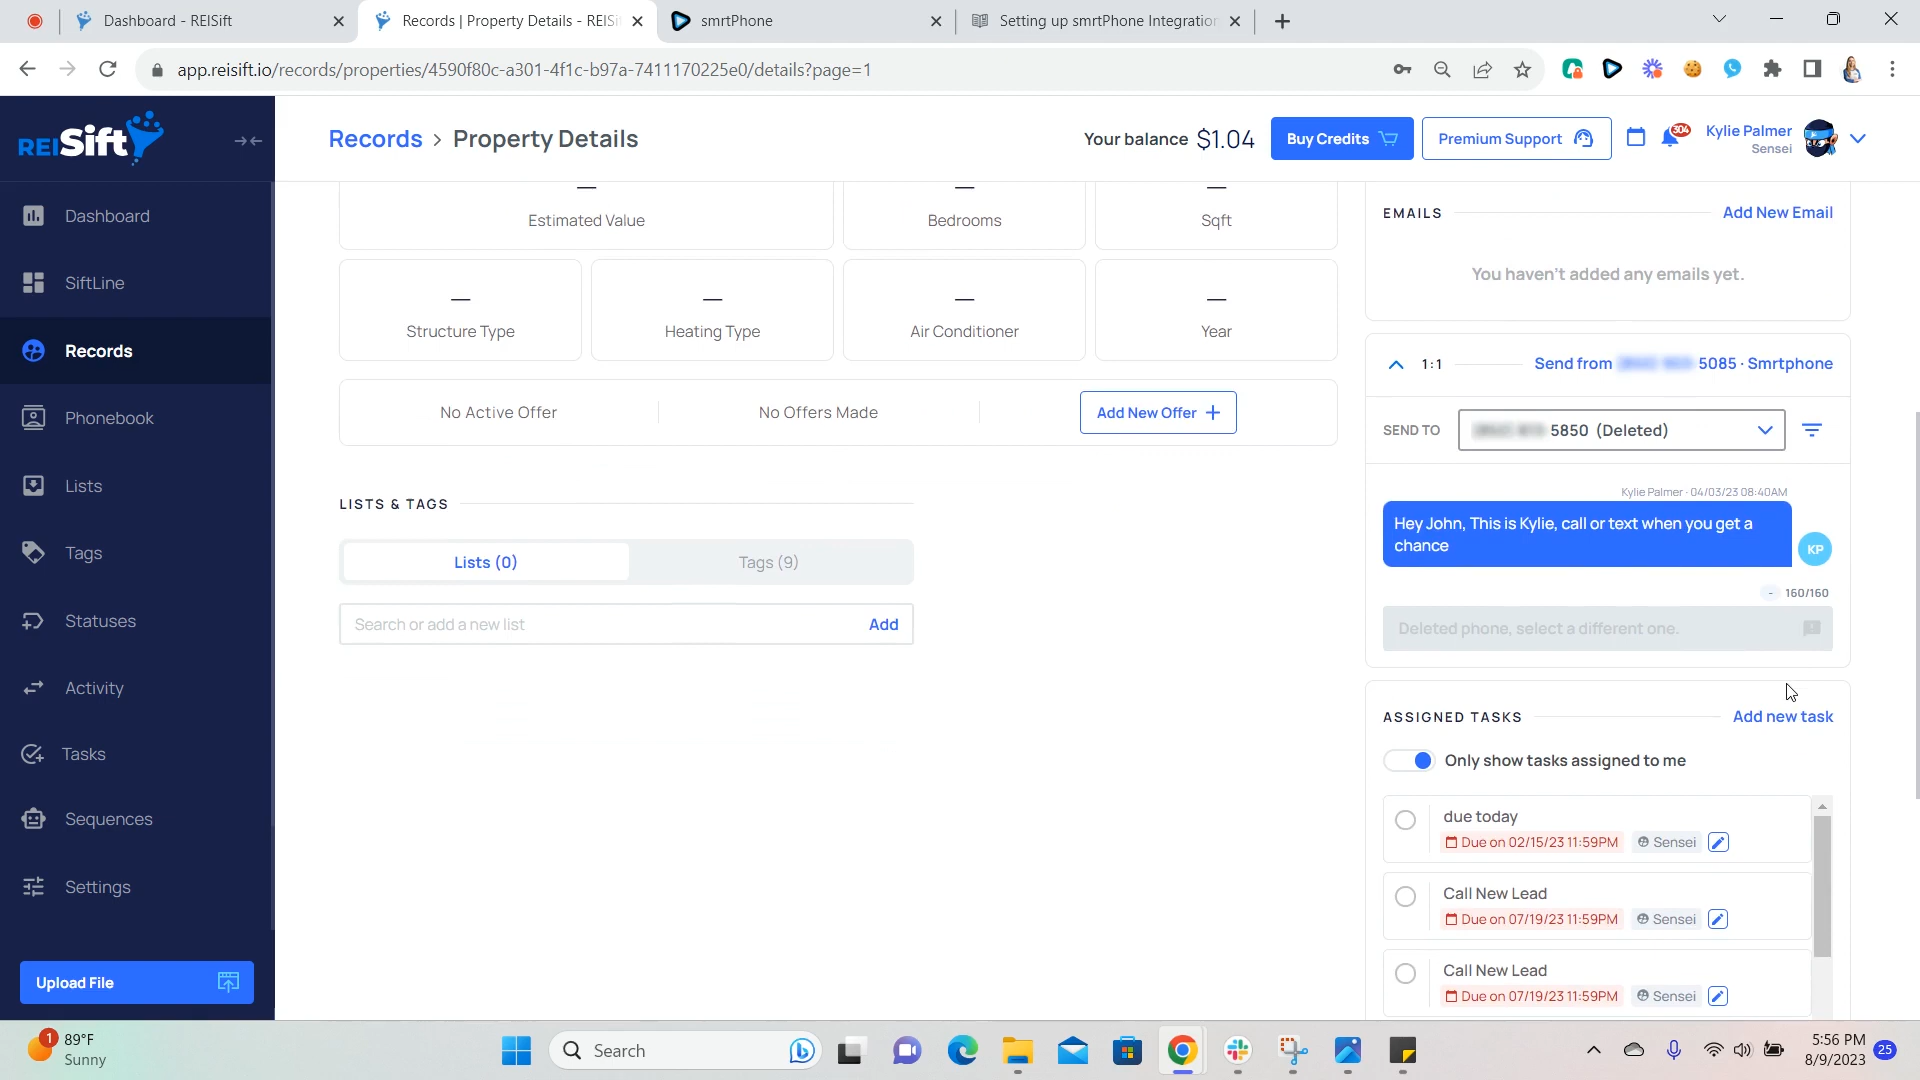 Dashboard - REISift
Records | Property Details - REISi
smrtPhone
Setting up smrtPhone Integration
app.reisift.io/records/properties/4590f80c-a301-4f1c-b97a-7411170225e0/details?page=1
REISift
Records > Property Details
Your balance $1.04
Buy Credits
Premium Support
304
Kylie Palmer
Sensei
Dashboard
SiftLine
Records
Phonebook
Lists
Tags
Statuses
Activity
Tasks
Sequences
Settings
Upload File
—
Estimated Value
—
Bedrooms
—
Sqft
—
Structure Type
—
Heating Type
—
Air Conditioner
—
Year
No Active Offer
No Offers Made
Add New Offer +
LISTS & TAGS
Lists (0)
Tags (9)
Search or add a new list
Add
EMAILS
Add New Email
You haven't added any emails yet.
1:1
Send from 5085 · Smrtphone
SEND TO
5850 (Deleted)
Kylie Palmer - 04/03/23 08:40AM
Hey John, This is Kylie, call or text when you get a
chance
KP
- 160/160
Deleted phone, select a different one.
ASSIGNED TASKS
Add new task
Only show tasks assigned to me
due today
Due on 02/15/23 11:59PM
Sensei
Call New Lead
Due on 07/19/23 11:59PM
Sensei
Call New Lead
Due on 07/19/23 11:59PM
Sensei
1
89°F
Sunny
Search
5:56 PM
8/9/2023
25